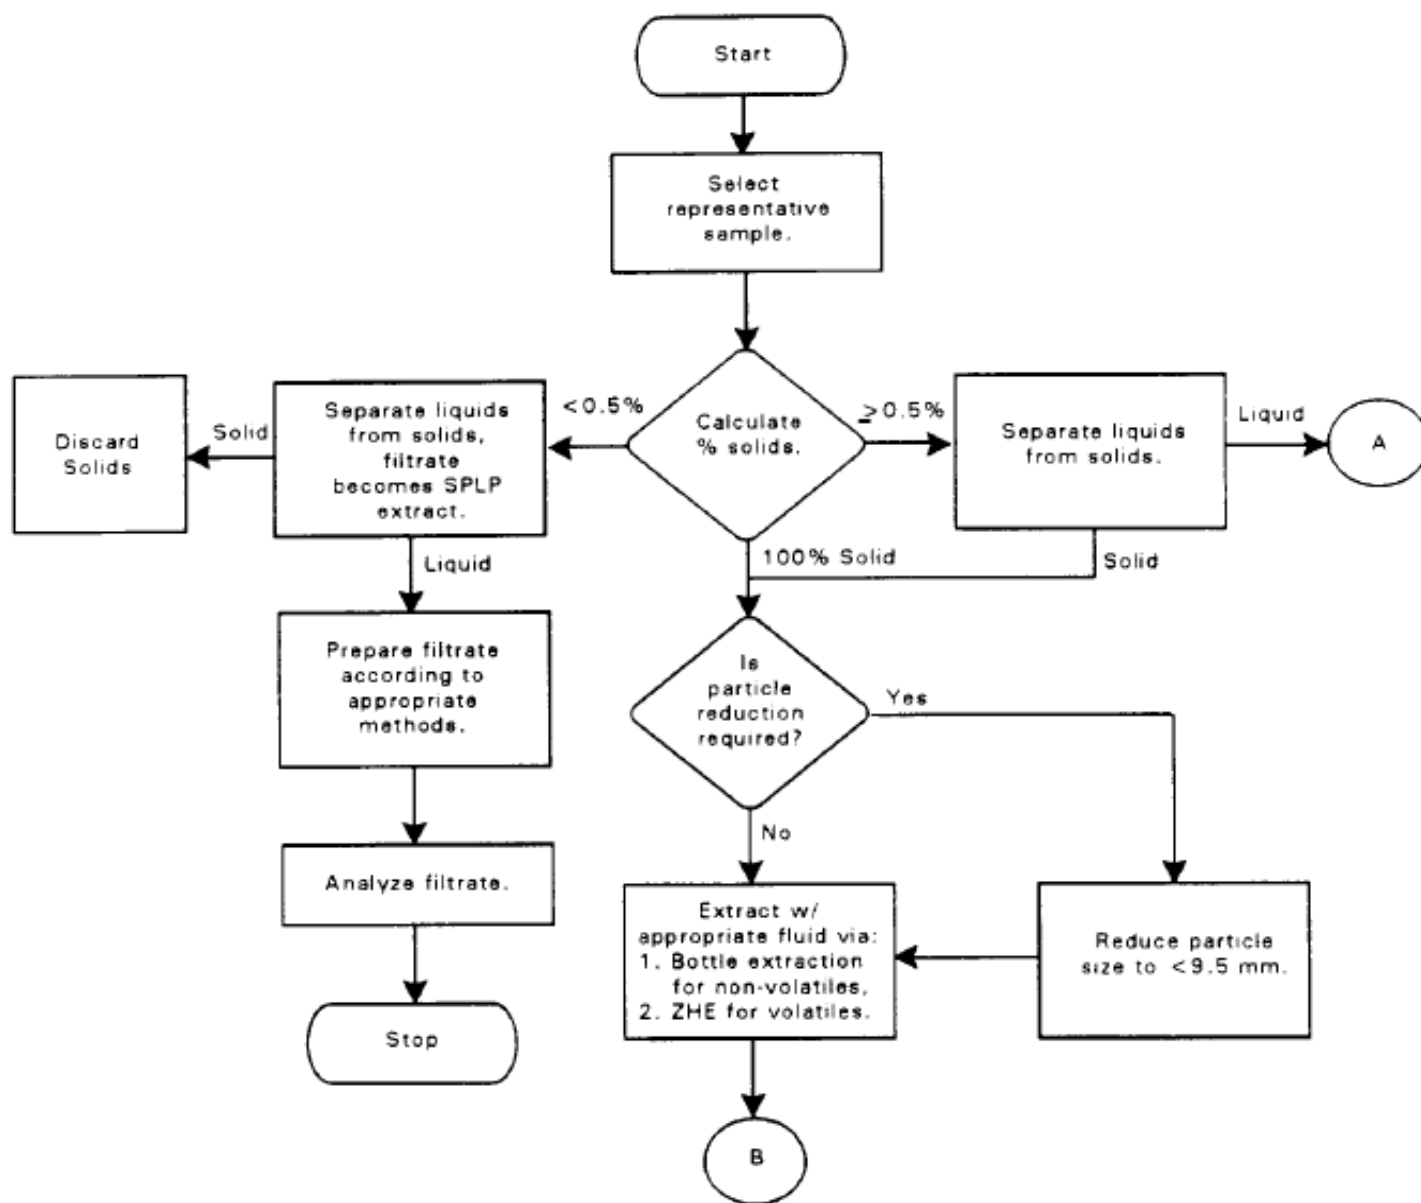 Start
Select
representative
sample.
Calculate
% solids.
<0.5%
Separate liquids
from solids,
filtrate
becomes SPLP
extract.
Solid
Discard
Solids
Liquid
Prepare filtrate
according to
appropriate
methods.
Analyze filtrate.
Stop
≥0.5%
Separate liquids
from solids.
Liquid
A
Solid
100% Solid
Is
particle
reduction
required?
Yes
No
Reduce particle
size to <9.5 mm.
Extract w/
appropriate fluid via:
1. Bottle extraction
for non-volatiles,
2. ZHE for volatiles.
B